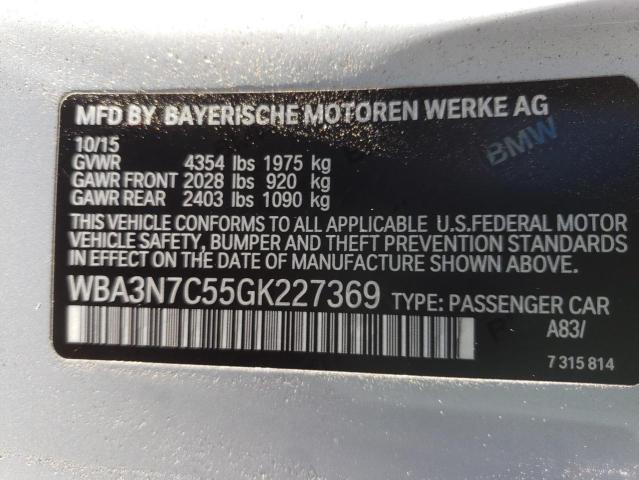 MFD BY BAYERISCHE MOTOREN WERKE AG
10/15
GVWR 4354 lbs 1975 kg
GAWR FRONT 2028 lbs 920 kg
GAWR REAR 2403 lbs 1090 kg
BMW
THIS VEHICLE CONFORMS TO ALL APPLICABLE U.S.FEDERAL MOTOR
VEHICLE SAFETY, BUMPER AND THEFT PREVENTION STANDARDS
IN EFFECT ON THE DATE OF MANUFACTURE SHOWN ABOVE.
WBA3N7C55GK227369 TYPE: PASSENGER CAR
A83/
7 315 814